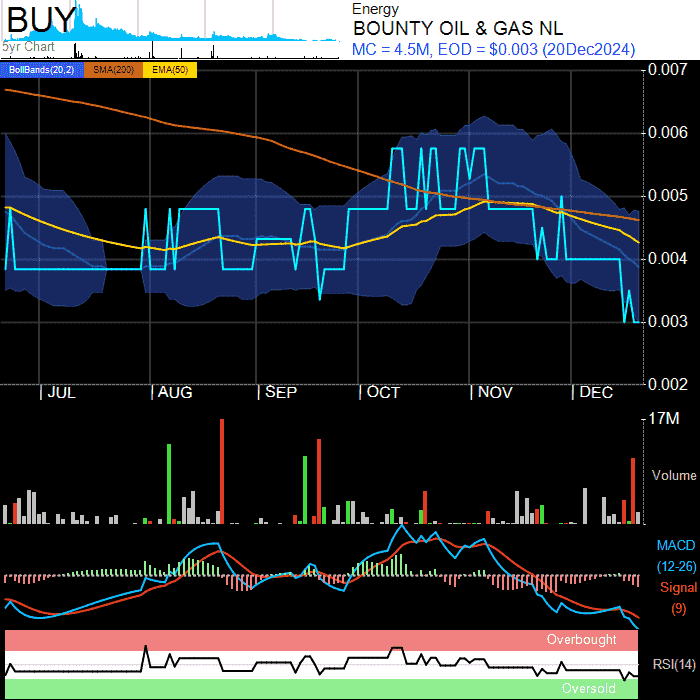 BUY
5yr Chart
Energy
BOUNTY OIL & GAS NL
MC = 4.5M, EOD = $0.003 (20Dec2024)
BollBands(20,2) SMA(200) EMA(50)
0.007
0.006
0.005
0.004
0.003
0.002
JUL AUG SEP OCT NOV DEC
17M
Volume
MACD
(12-26)
Signal
(9)
Overbought
RSI(14)
Oversold